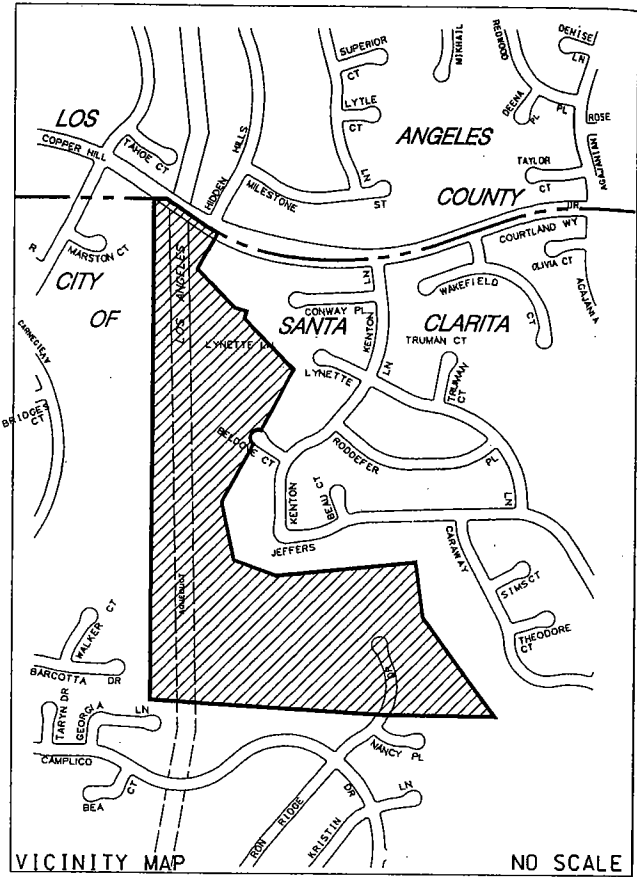 SUPERIOR
CT
MIKHAIL
REDWOOD
DENISE
LN
LOS
COPPER HILL
TAHOE CT
HIDDEN HILLS
LYTLE
CT
LN
ANGELES
DEENA
PL
PL
ROSE
AGAJANIAN
TAYLOR
CT
MILESTONE
ST
COUNTY
DR
COURTLAND WY
R
MARSTON CT
CITY
OF
LOS ANGELES
OLIVIA CT
WAKEFIELD
CT
CONWAY PL
KENTON
LN
SANTA
CLARITA
LYNETTE LN
TRUMAN CT
LYNETTE
LN
TRUMAN
CT
BRIDGES
CT
BELDOVE CT
RODDEFER
PL
KENTON
BEAU CT
LN
JEFFERS
CARAWAY
AQUEDUCT
SIMS CT
THEODORE
CT
WALKER CT
BARCOTTA DR
TARYN DR
GEORGIA
LN
DR
NANCY PL
CAMPLICO
BEA CT
RON RIDGE
DR
KRISTIN
LN
VICINITY MAP
NO SCALE